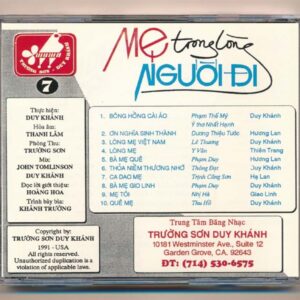 TRƯỜNG SƠN - DUY KHÁNH
7
MẸ trong lòng
NGƯỜI ĐI
Thực hiện:
DUY KHÁNH
Hòa âm:
THANH LÂM
Phòng Thu:
TRƯỜNG SƠN
Mix:
JOHN TOMLINSON
DUY KHÁNH
Đọc lời giới thiệu:
HOÀNG HOA
Trình bày bìa:
KHÁNH TRƯỜNG
Copyright by:
TRƯỜNG SƠN DUY KHÁNH
1991 - USA
All rights reserved.
Unauthorized duplication is a
violation of applicable laws.
1 BÔNG HỒNG CÀI ÁO Phạm Thế Mỹ Duy Khánh
Ý thơ Nhất Hạnh
2 ƠN NGHĨA SINH THÀNH Dương Thiệu Tước Hương Lan
3 LÒNG MẸ VIỆT NAM Lê Thương Duy Khánh
4 LÒNG MẸ Y Vân Thiên Trang
5 BÀ MẸ QUÊ Phạm Duy Hương Lan
6 THÓNA NIỀM THƯƠNG NHỚ Thông Đạt Duy Khánh
7 CA DAO MẸ Trịnh Công Sơn Hạ Lan
8 BÀ MẸ GIO LINH Phạm Duy Duy Khánh
9 MẸ TÔI Nhị Hà Giao Linh
10 QUÊ MẸ Thu Hồ Duy Khánh
Trung Tâm Băng Nhạc
TRƯỜNG SƠN DUY KHÁNH
10181 Westminster Ave., Suite 12
Garden Grove, CA. 92643
ĐT: (714) 530-6575